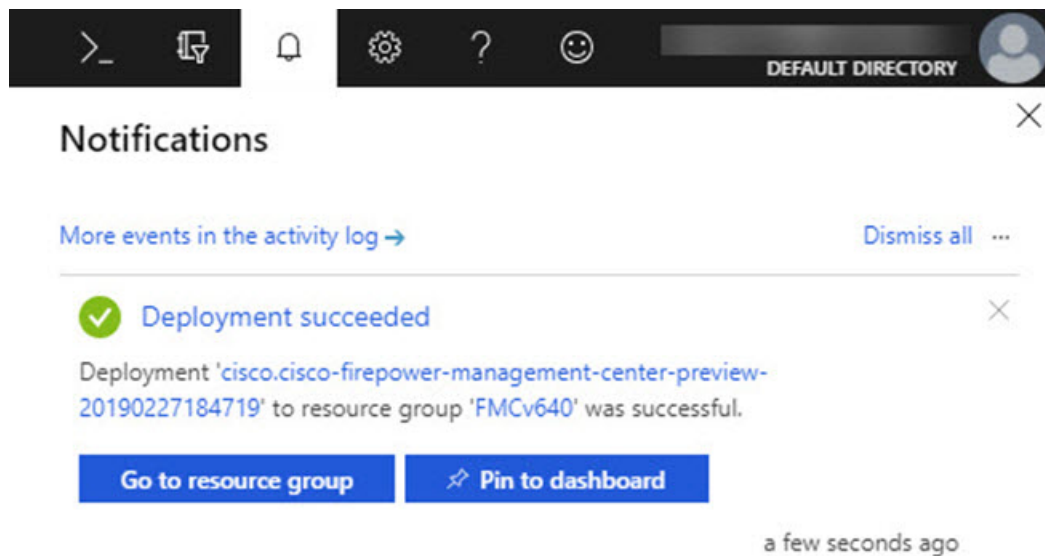 DEFAULT DIRECTORY
Notifications
More events in the activity log →
Dismiss all ...
Deployment succeeded
Deployment 'cisco.cisco-firepower-management-center-preview-
20190227184719' to resource group 'FMCv640' was successful.
Go to resource group
Pin to dashboard
a few seconds ago